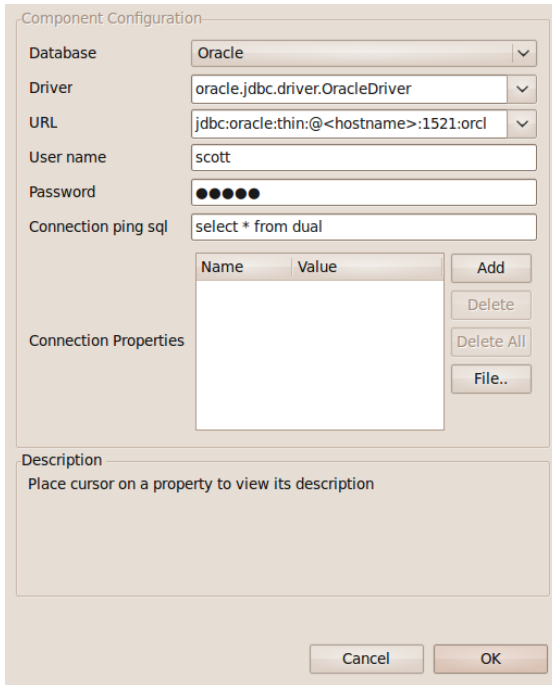 Component Configuration
Database Oracle
Driver oracle.jdbc.driver.OracleDriver
URL jdbc:oracle:thin:@<hostname>:1521:orcl
User name scott
Password ●●●●●
Connection ping sql select * from dual
Name Value Add
Delete
Connection Properties Delete All
File..
Description
Place cursor on a property to view its description
Cancel OK